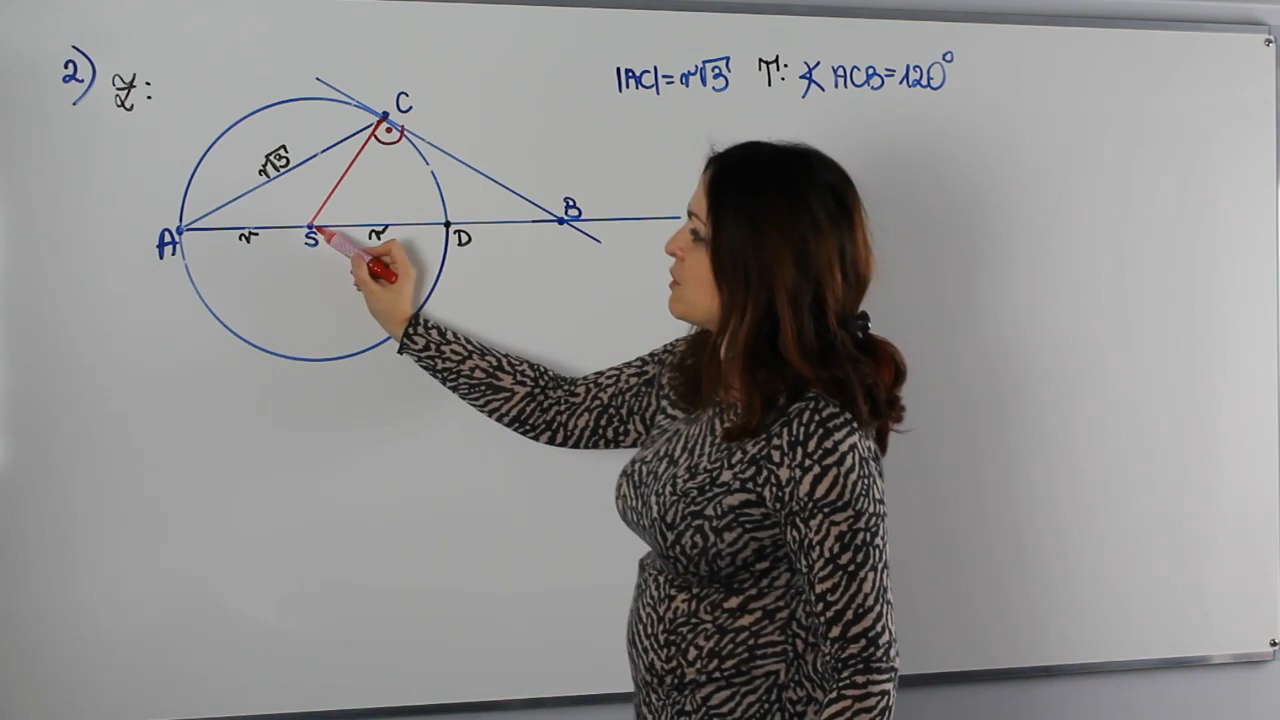 2) Z: |AC|=r√3 T: ∡ ACB=120°
C
r√3
A r S r D B